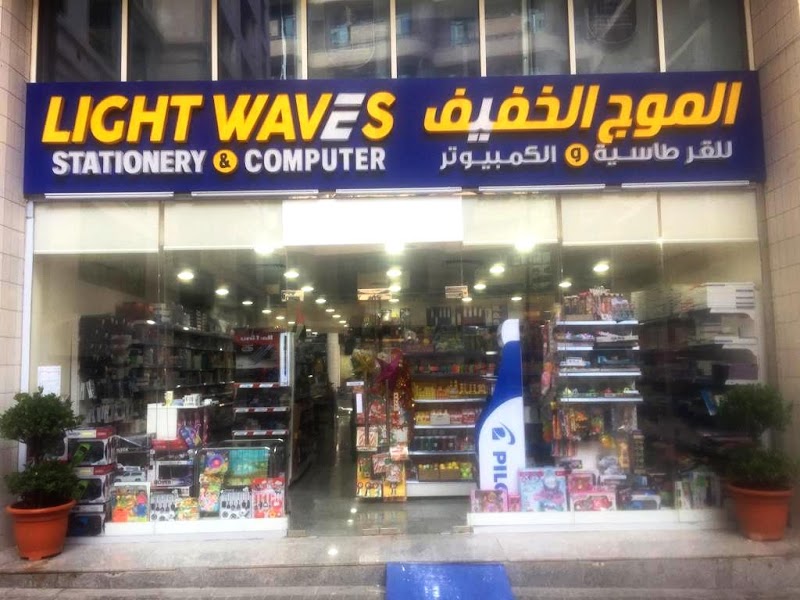 LIGHT WAVES
STATIONERY & COMPUTER
الموج الخفيف
للقرطاسية و الكمبيوتر
PILO